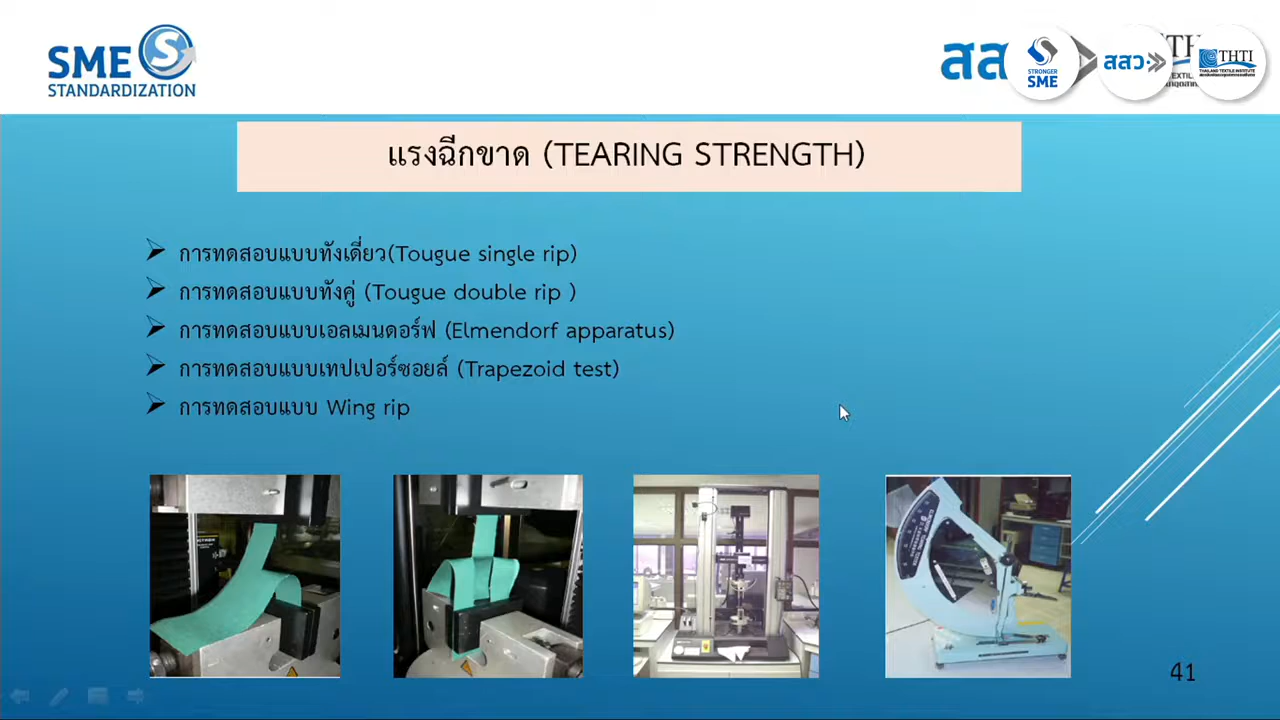 SME
STANDARDIZATION
สส
STRONGER
SME
สสว
THTI
THAILAND TEXTILE INSTITUTE
แรงฉีกขาด (TEARING STRENGTH)
การทดสอบแบบทังเดี่ยว(Tougue single rip)
การทดสอบแบบทังคู่ (Tougue double rip )
การทดสอบแบบเอลเมนดอร์ฟ (Elmendorf apparatus)
การทดสอบแบบเทปเปอร์ซอยล์ (Trapezoid test)
การทดสอบแบบ Wing rip
41